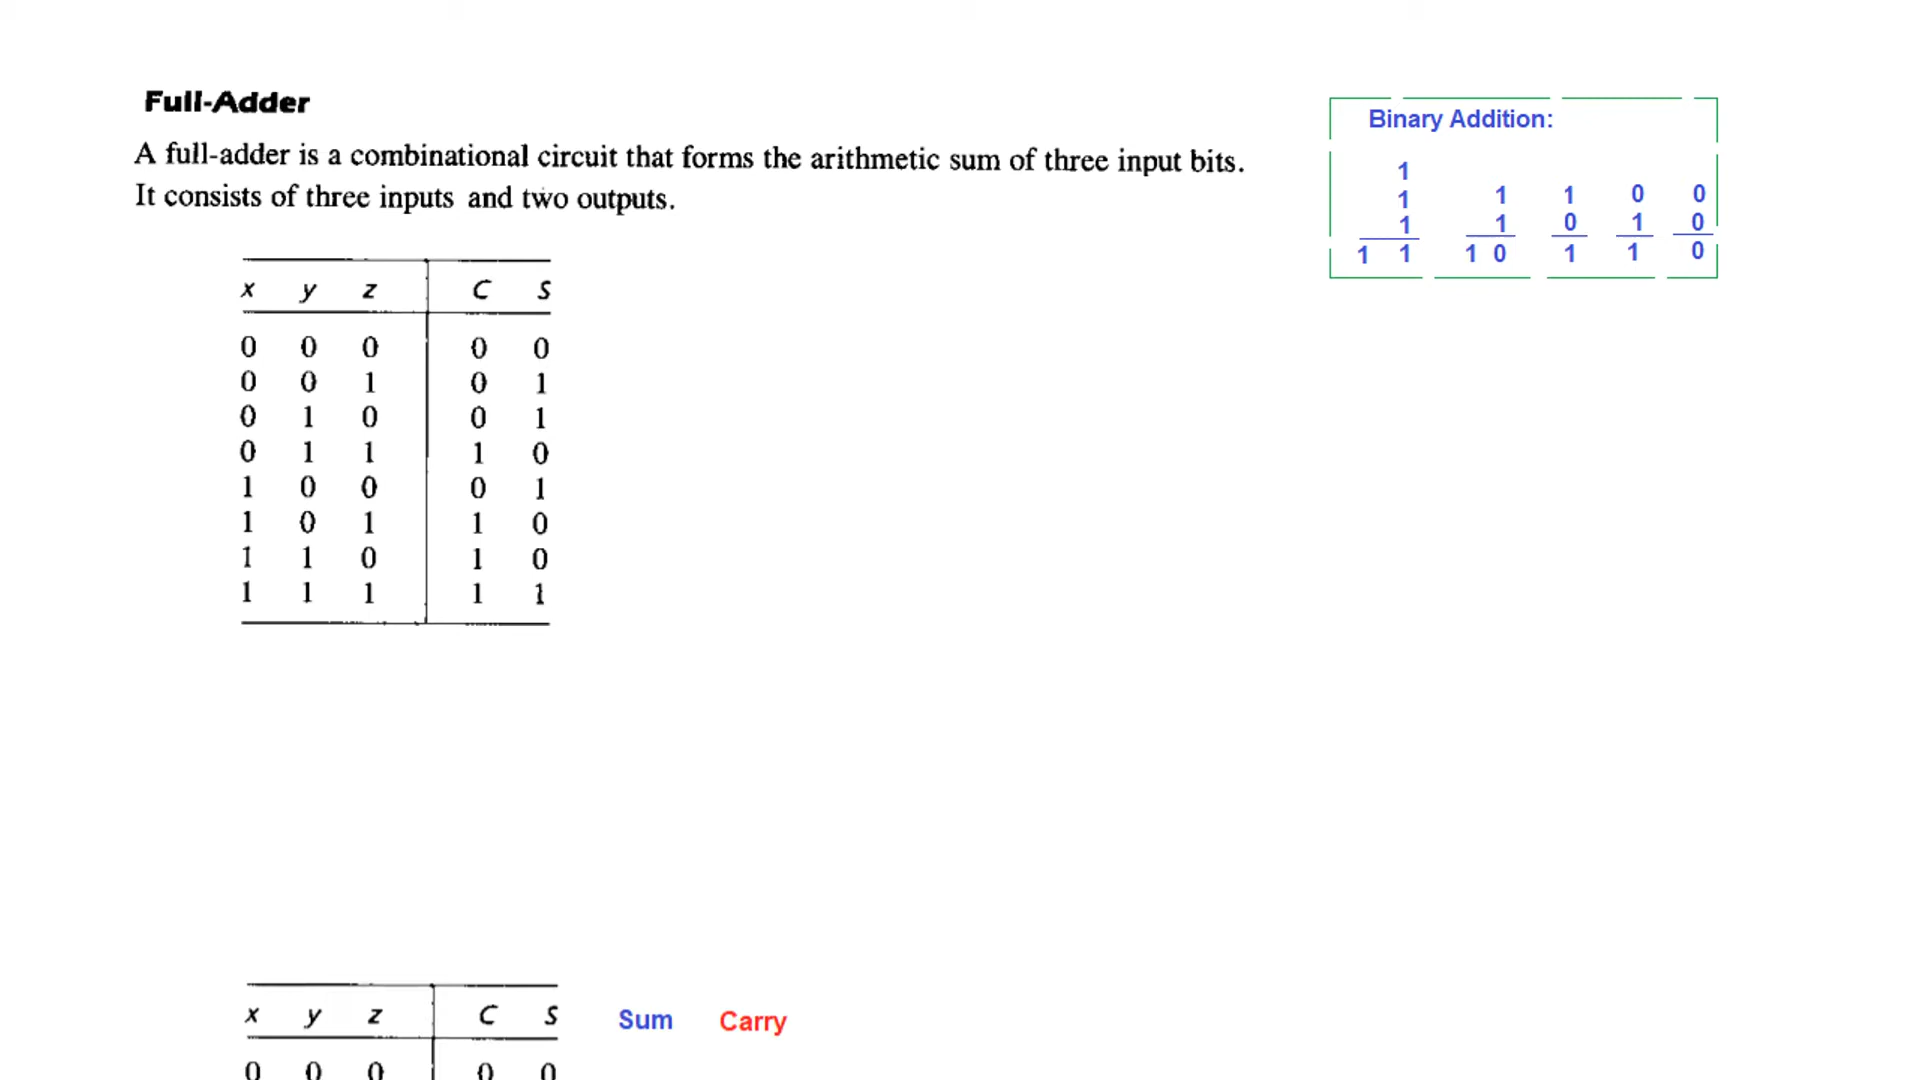 Full-Adder
A full-adder is a combinational circuit that forms the arithmetic sum of three input bits.
It consists of three inputs and two outputs.
x y z C S
0 0 0 0 0
0 0 1 0 1
0 1 0 0 1
0 1 1 1 0
1 0 0 0 1
1 0 1 1 0
1 1 0 1 0
1 1 1 1 1
Binary Addition:
1
1 1 1 0 0
1 1 0 1 0
1 1 1 0 1 1 0
x y z C S Sum Carry
0 0 0 0 0